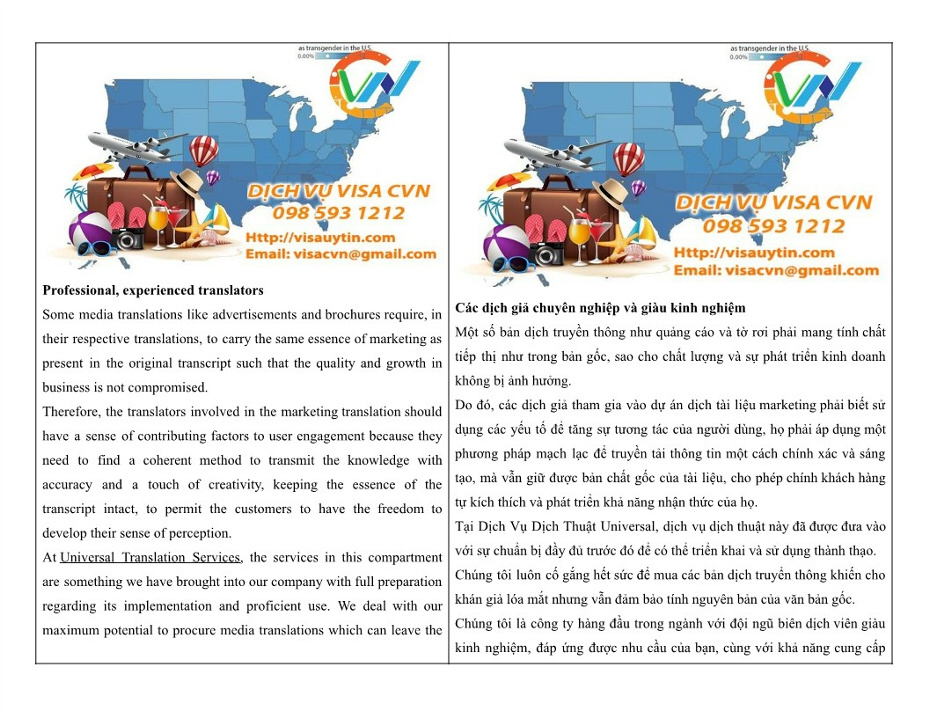 as transgender in the U.S.
0.00%
CVN
DỊCH VỤ VISA CVN
098 593 1212
Http://visauytin.com
Email: visacvn@gmail.com
Professional, experienced translators
Some media translations like advertisements and brochures require, in
their respective translations, to carry the same essence of marketing as
present in the original transcript such that the quality and growth in
business is not compromised.
Therefore, the translators involved in the marketing translation should
have a sense of contributing factors to user engagement because they
need to find a coherent method to transmit the knowledge with
accuracy and a touch of creativity, keeping the essence of the
transcript intact, to permit the customers to have the freedom to
develop their sense of perception.
At Universal Translation Services, the services in this compartment
are something we have brought into our company with full preparation
regarding its implementation and proficient use. We deal with our
maximum potential to procure media translations which can leave the
as transgender in the U.S.
0.00%
CVN
DỊCH VỤ VISA CVN
098 593 1212
Http://visauytin.com
Email: visacvn@gmail.com
Các dịch giả chuyên nghiệp và giàu kinh nghiệm
Một số bản dịch truyền thông như quảng cáo và tờ rơi phải mang tính chất
tiếp thị như trong bản gốc, sao cho chất lượng và sự phát triển kinh doanh
không bị ảnh hưởng.
Do đó, các dịch giả tham gia vào dự án dịch tài liệu marketing phải biết sử
dụng các yếu tố để tăng sự tương tác của người dùng, họ phải áp dụng một
phương pháp mạch lạc để truyền tải thông tin một cách chính xác và sáng
tạo, mà vẫn giữ được bản chất gốc của tài liệu, cho phép chính khách hàng
tự kích thích và phát triển khả năng nhận thức của họ.
Tại Dịch Vụ Dịch Thuật Universal, dịch vụ dịch thuật này đã được đưa vào
với sự chuẩn bị đầy đủ trước đó để có thể triển khai và sử dụng thành thạo.
Chúng tôi luôn cố gắng hết sức để mua các bản dịch truyền thông khiến cho
khán giả lóa mắt nhưng vẫn đảm bảo tính nguyên bản của văn bản gốc.
Chúng tôi là công ty hàng đầu trong ngành với đội ngũ biên dịch viên giàu
kinh nghiệm, đáp ứng được nhu cầu của bạn, cùng với khả năng cung cấp